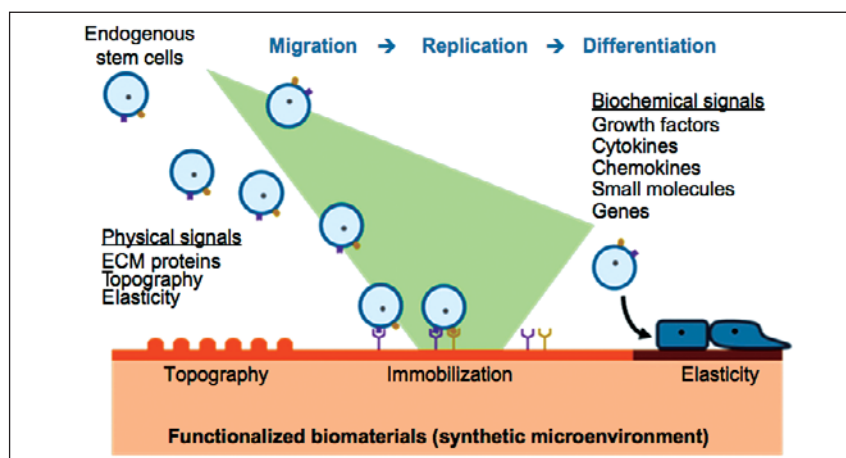 Endogenous
stem cells
Migration → Replication → Differentiation
Biochemical signals
Growth factors
Cytokines
Chemokines
Small molecules
Genes
Physical signals
ECM proteins
Topography
Elasticity
Topography
Immobilization
Elasticity
Functionalized biomaterials (synthetic microenvironment)